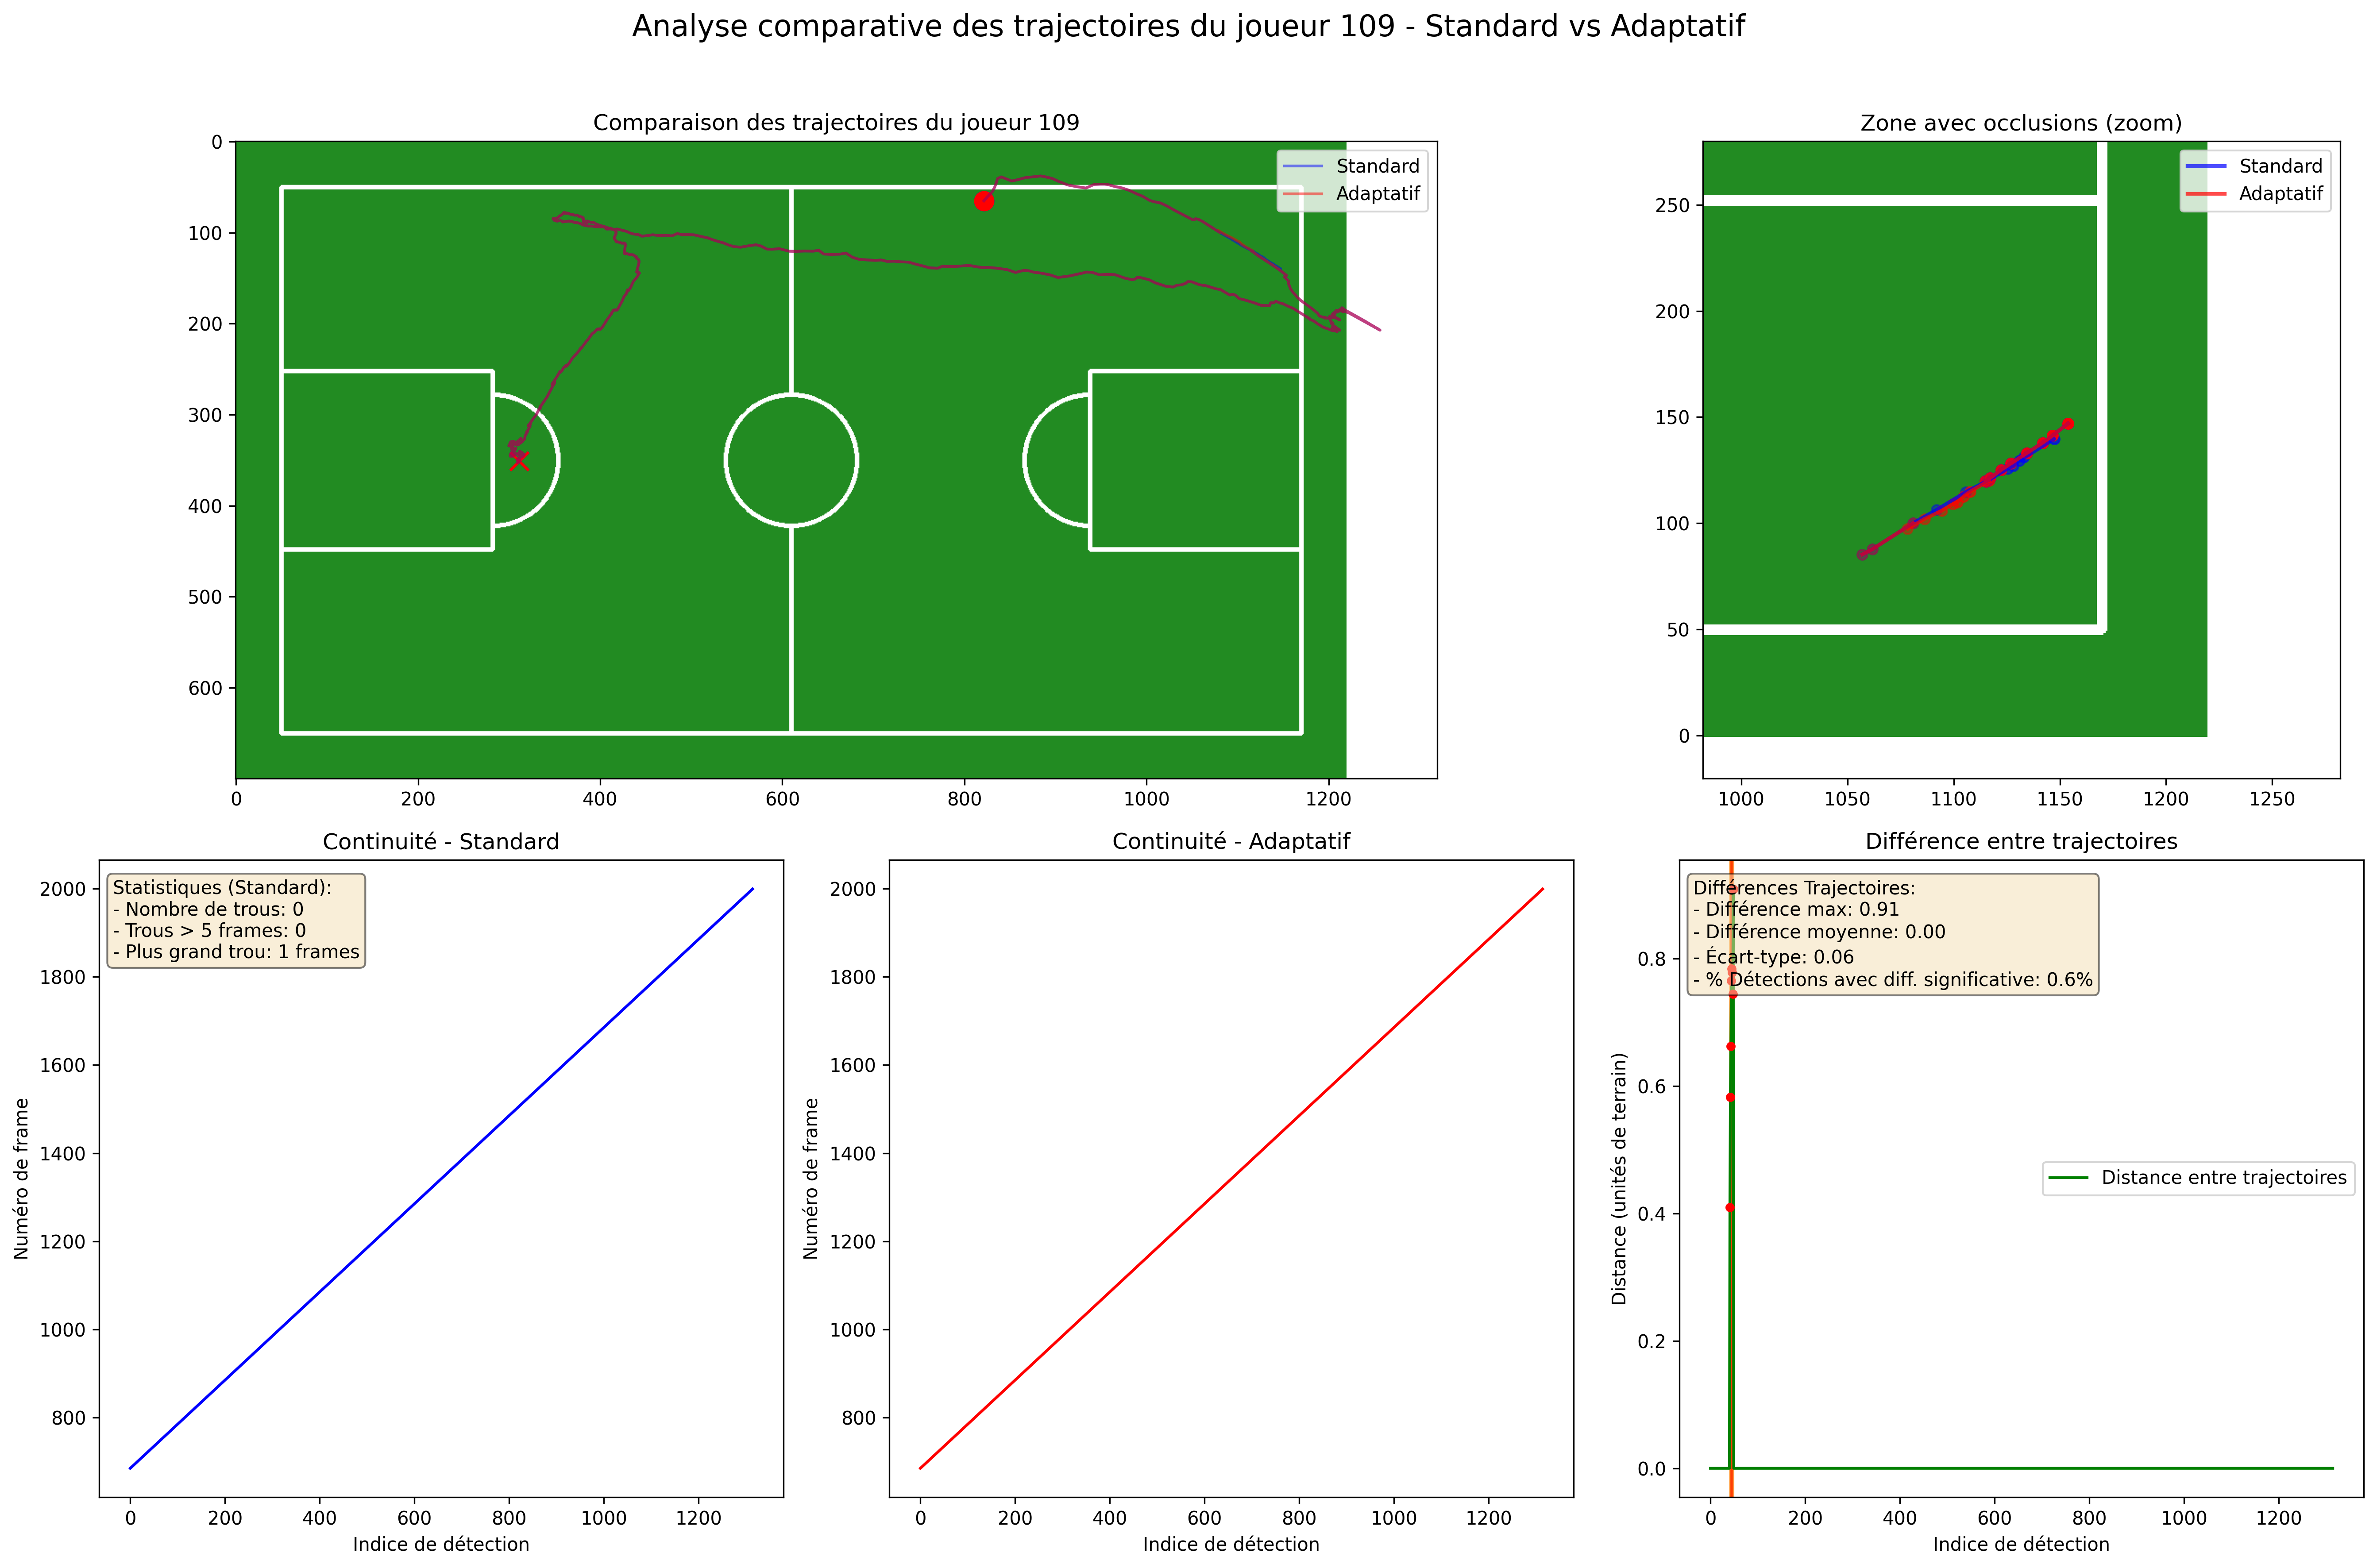 Analyse comparative des trajectoires du joueur 109 - Standard vs Adaptatif
Comparaison des trajectoires du joueur 109
Standard
Adaptatif
0
100
200
300
400
500
600
0
200
400
600
800
1000
1200
Zone avec occlusions (zoom)
Standard
Adaptatif
250
200
150
100
50
0
1000
1050
1100
1150
1200
1250
Continuité - Standard
Statistiques (Standard):
- Nombre de trous: 0
- Trous > 5 frames: 0
- Plus grand trou: 1 frames
Numéro de frame
2000
1800
1600
1400
1200
1000
800
0
200
400
600
800
1000
1200
Indice de détection
Continuité - Adaptatif
Numéro de frame
2000
1800
1600
1400
1200
1000
800
0
200
400
600
800
1000
1200
Indice de détection
Différence entre trajectoires
Différences Trajectoires:
- Différence max: 0.91
- Différence moyenne: 0.00
- Écart-type: 0.06
- % Détections avec diff. significative: 0.6%
Distance entre trajectoires
Distance (unités de terrain)
0.8
0.6
0.4
0.2
0.0
0
200
400
600
800
1000
1200
Indice de détection